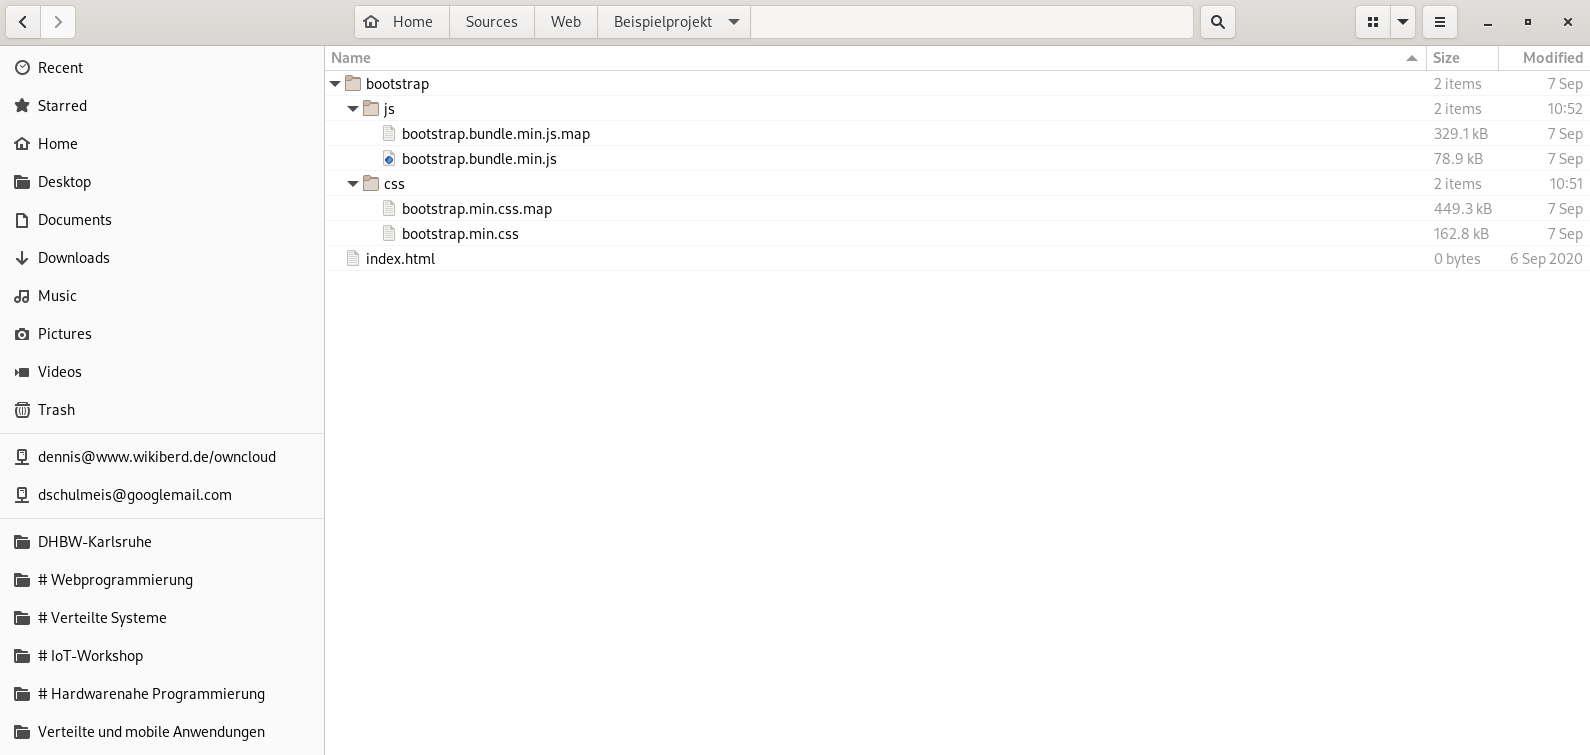 Home Sources Web Beispielprojekt
Name Size Modified
Recent
Starred
Home
Desktop
Documents
Downloads
Music
Pictures
Videos
Trash
dennis@www.wikiberd.de/owncloud
dschulmeis@googlemail.com
DHBW-Karlsruhe
# Webprogrammierung
# Verteilte Systeme
# IoT-Workshop
# Hardwarenahe Programmierung
Verteilte und mobile Anwendungen
bootstrap 2 items 7 Sep
js 2 items 10:52
bootstrap.bundle.min.js.map 329.1 kB 7 Sep
bootstrap.bundle.min.js 78.9 kB 7 Sep
css 2 items 10:51
bootstrap.min.css.map 449.3 kB 7 Sep
bootstrap.min.css 162.8 kB 7 Sep
index.html 0 bytes 6 Sep 2020